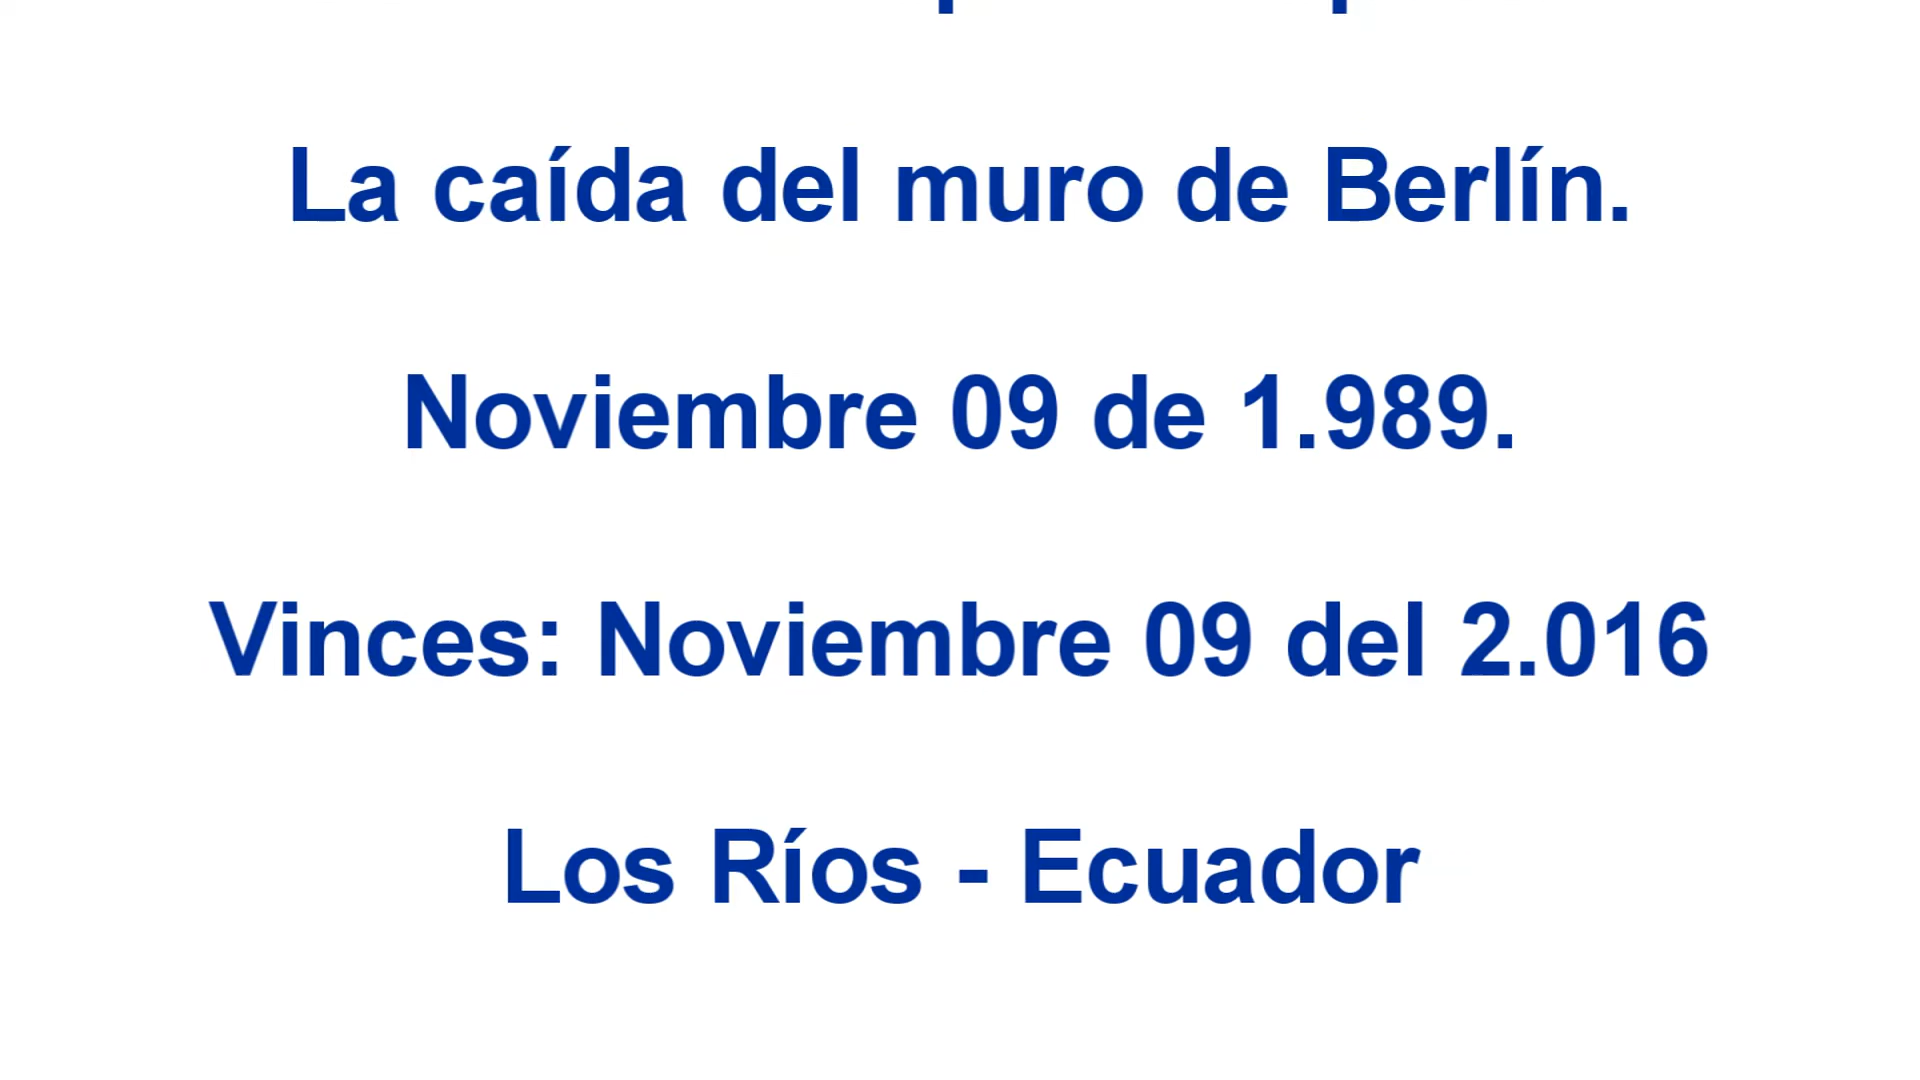 La caída del muro de Berlín.
Noviembre 09 de 1.989.
Vinces: Noviembre 09 del 2.016
Los Ríos - Ecuador